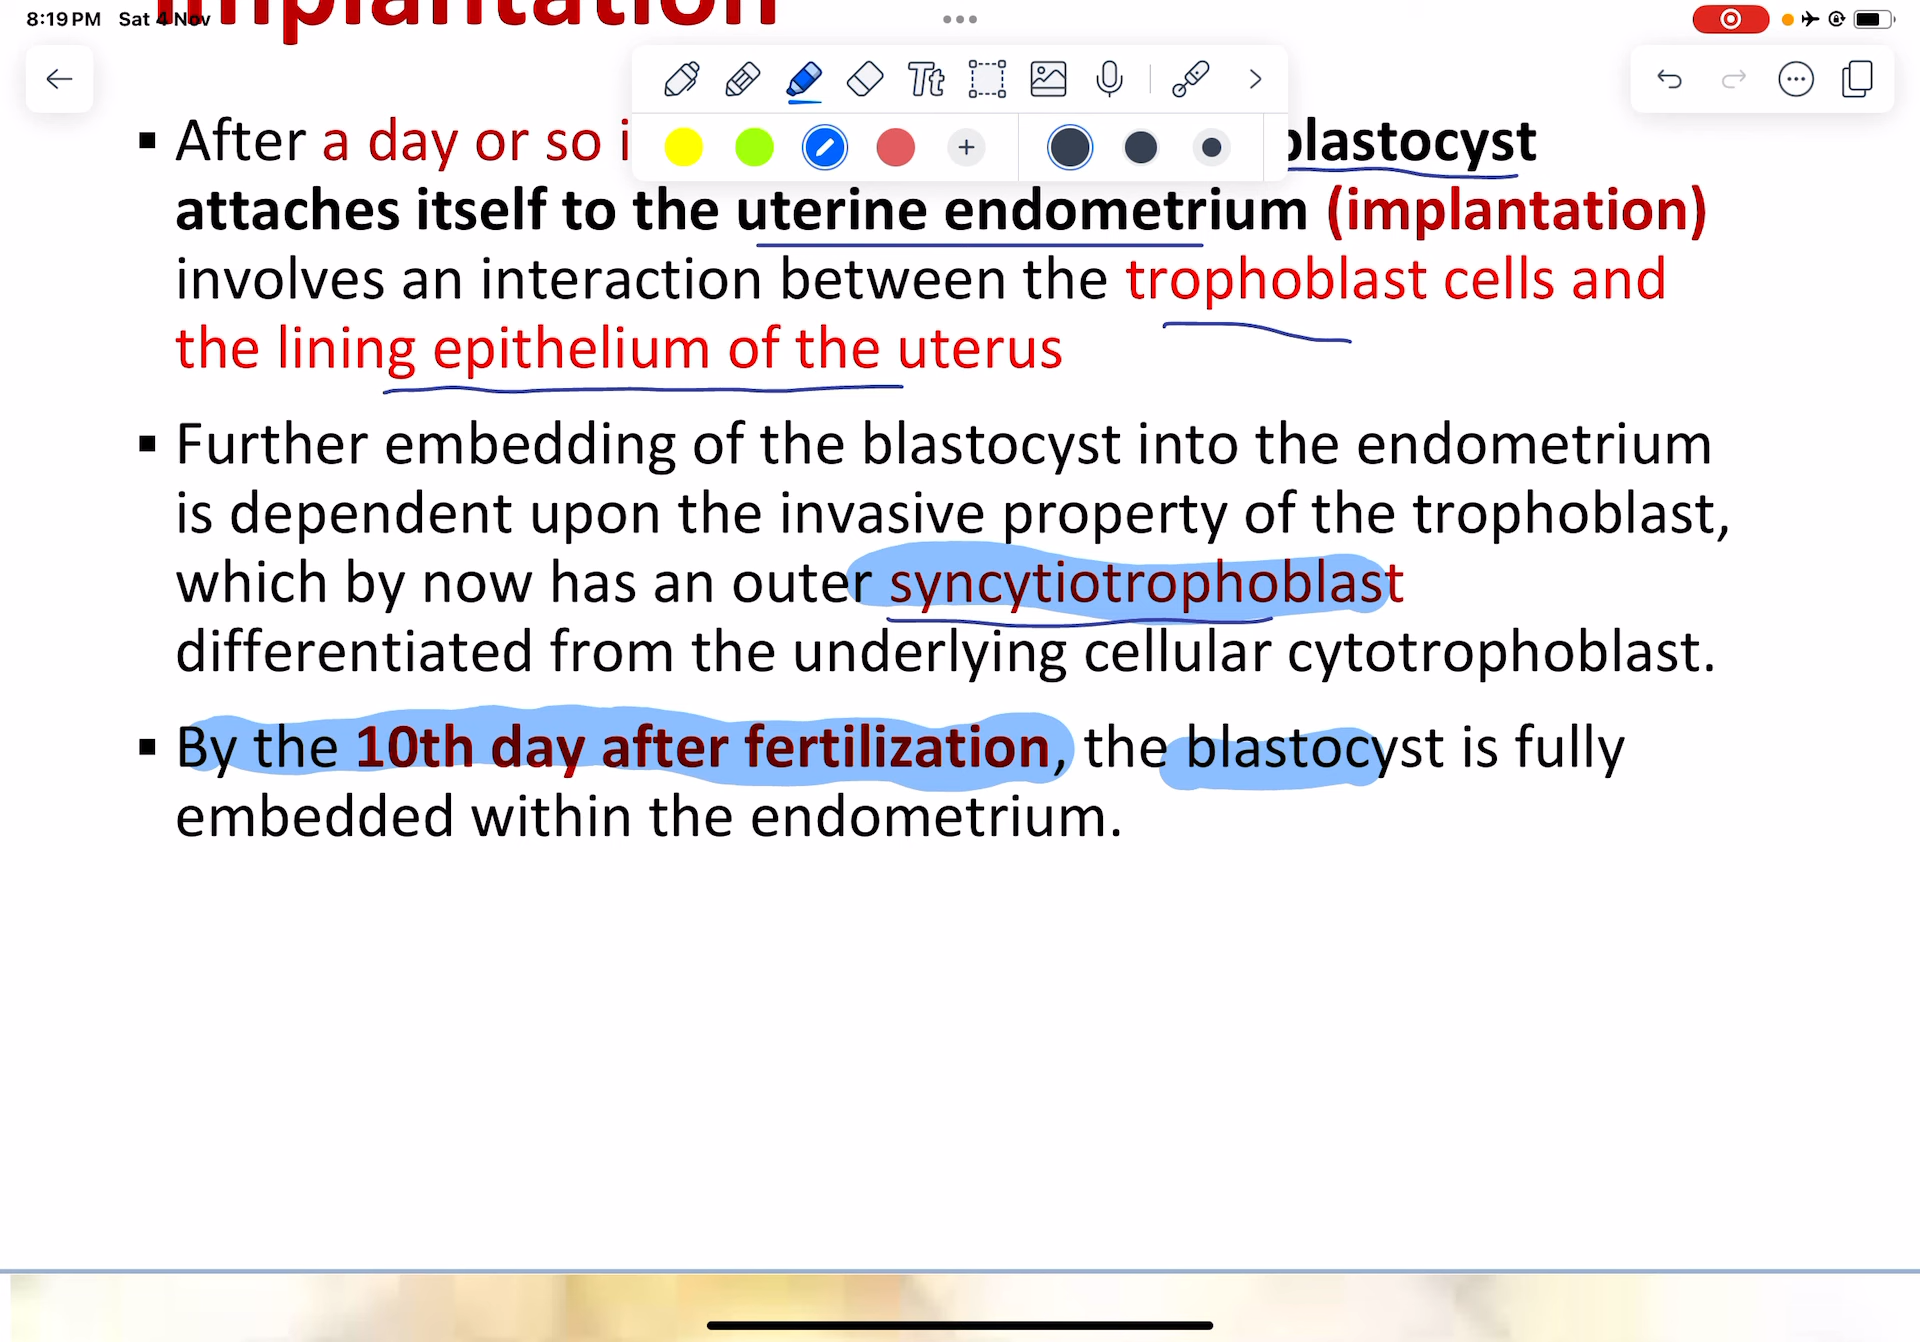 8:19 PM Sat 4 Nov
Implantation
Tt
▪ After a day or so i blastocyst
attaches itself to the uterine endometrium (implantation)
involves an interaction between the trophoblast cells and
the lining epithelium of the uterus
▪ Further embedding of the blastocyst into the endometrium
is dependent upon the invasive property of the trophoblast,
which by now has an outer syncytiotrophoblast
differentiated from the underlying cellular cytotrophoblast.
▪ By the 10th day after fertilization, the blastocyst is fully
embedded within the endometrium.